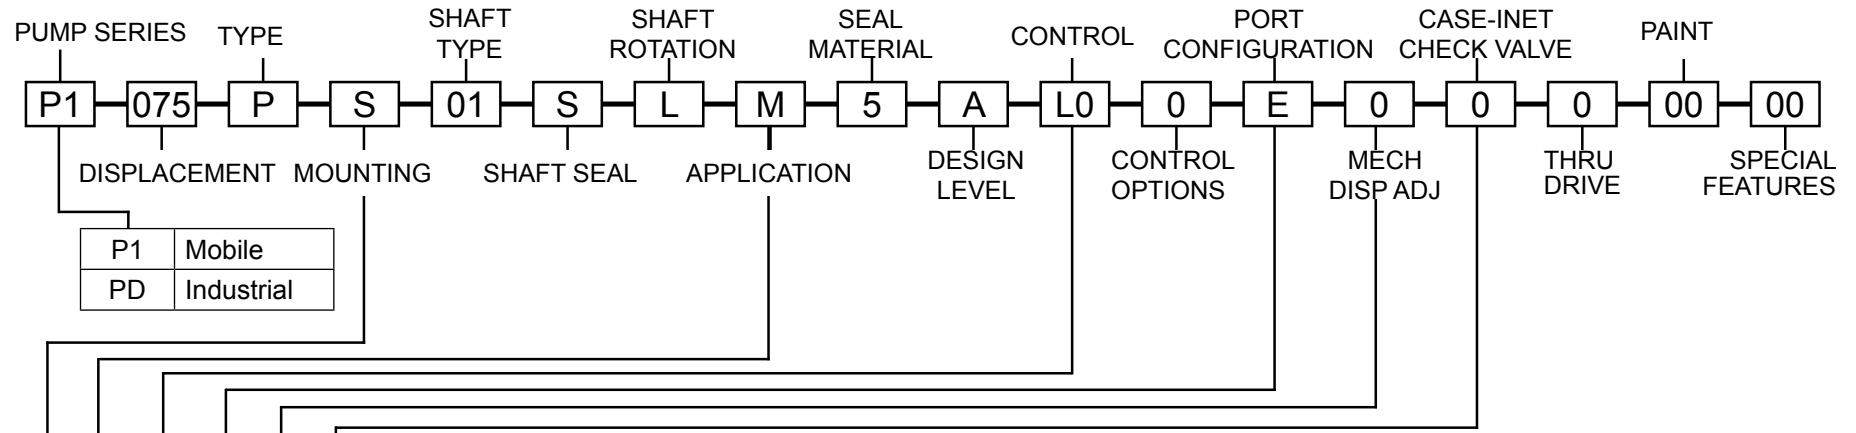 PUMP SERIES TYPE SHAFT TYPE SHAFT ROTATION SEAL MATERIAL CONTROL PORT CONFIGURATION CASE-INET CHECK VALVE PAINT
P1 075 P S 01 S L M 5 A L0 0 E 0 0 0 00 00
DISPLACEMENT MOUNTING SHAFT SEAL APPLICATION DESIGN LEVEL CONTROL OPTIONS MECH DISP ADJ THRU DRIVE SPECIAL FEATURES
P1 Mobile
PD Industrial